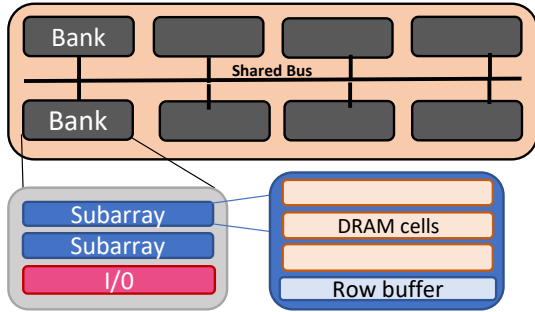 Bank
Shared Bus
Bank
Subarray
Subarray
I/0
DRAM cells
Row buffer